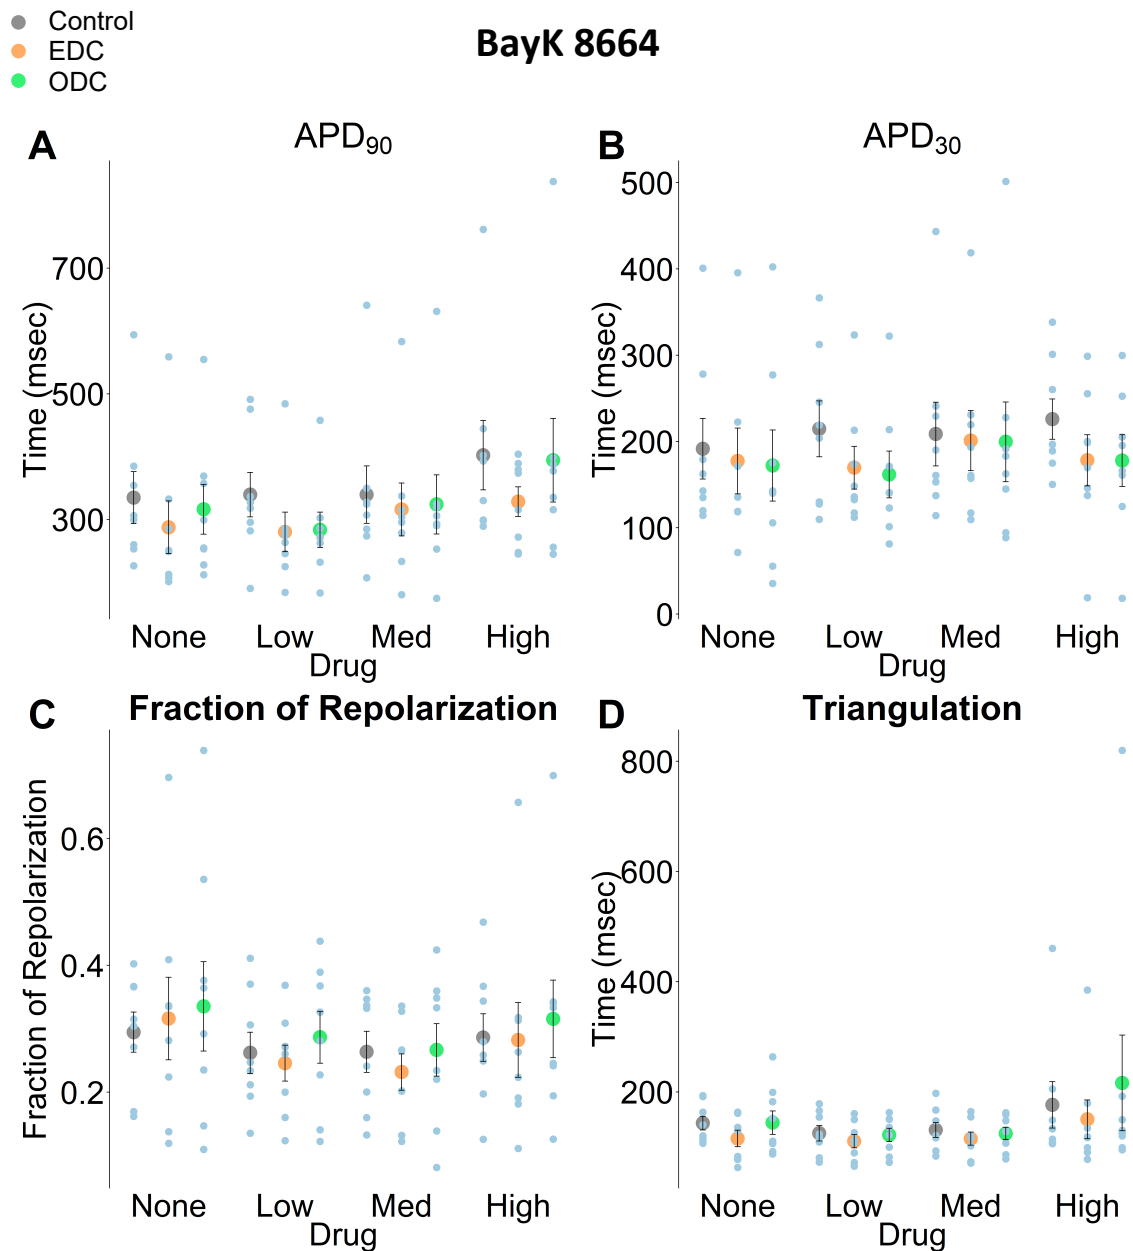 Control
EDC
ODC
BayK 8664
A
APD90
Time (msec)
700
500
300
None Low Med High
Drug
B
APD30
Time (msec)
500
400
300
200
100
0
None Low Med High
Drug
C
Fraction of Repolarization
Fraction of Repolarization
0.6
0.4
0.2
None Low Med High
Drug
D
Triangulation
Time (msec)
800
600
400
200
None Low Med High
Drug